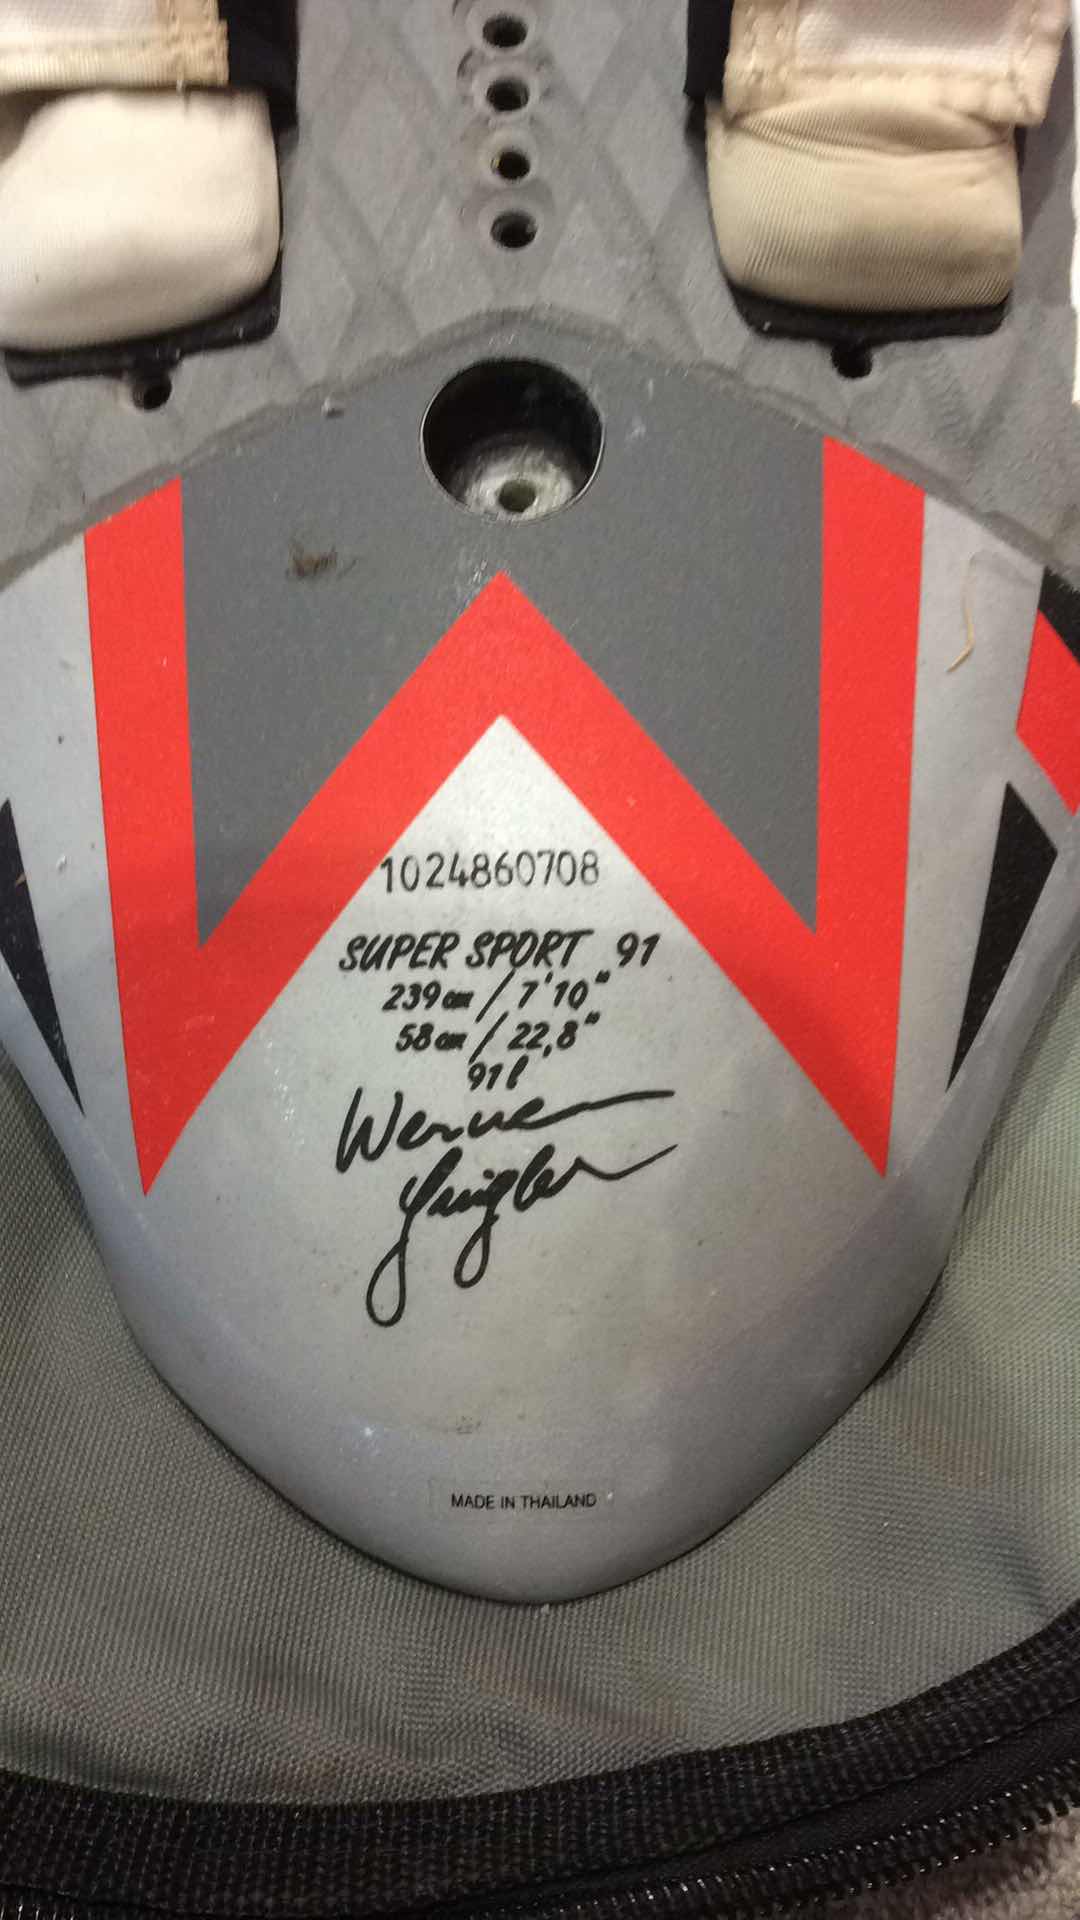 1024860708
SUPER SPORT 91
239cm / 7'10"
58cm / 22,8"
91 l
Werner
Gnigler
MADE IN THAILAND